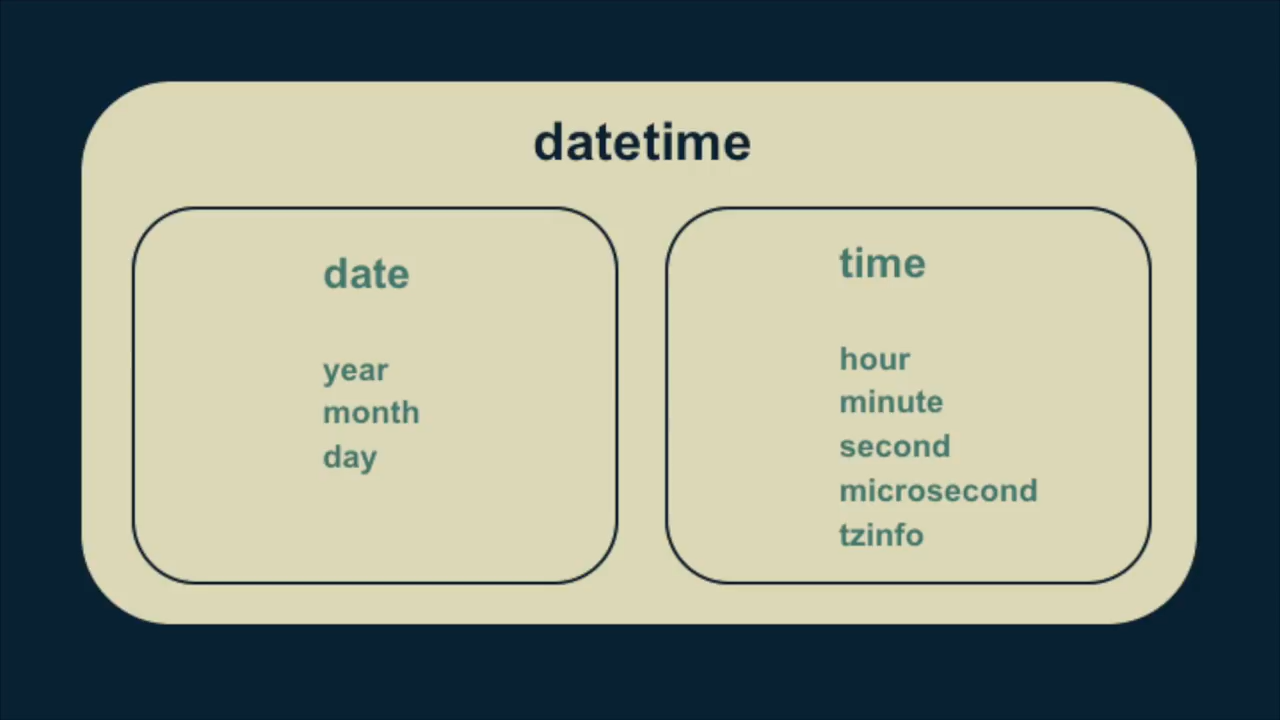 datetime
date
year
month
day
time
hour
minute
second
microsecond
tzinfo